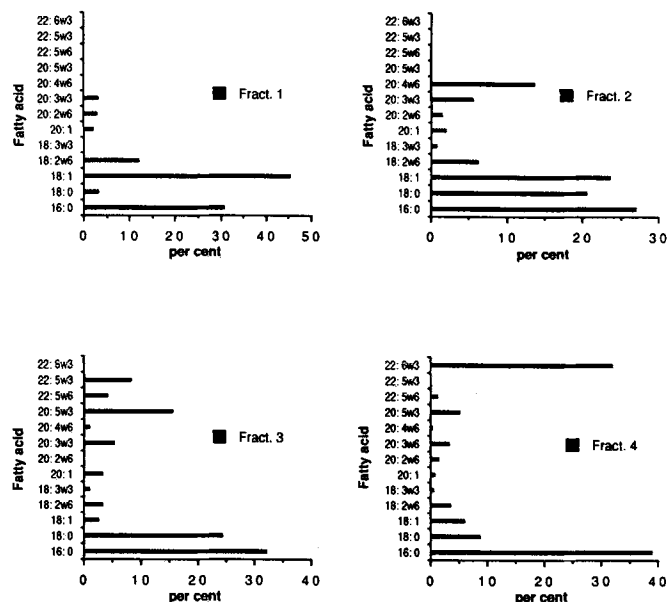 22: 6w3
22: 5w3
22: 5w6
20: 5w3
20: 4w6
20: 3w3
20: 2w6
20: 1
18: 3w3
18: 2w6
18: 1
18: 0
16: 0
Fatty acid
Fract. 1
0 10 20 30 40 50
per cent
22: 6w3
22: 5w3
22: 5w6
20: 5w3
20: 4w6
20: 3w3
20: 2w6
20: 1
18: 3w3
18: 2w6
18: 1
18: 0
16: 0
Fatty acid
Fract. 2
0 10 20 30
per cent
22: 6w3
22: 5w3
22: 5w6
20: 5w3
20: 4w6
20: 3w3
20: 2w6
20: 1
18: 3w3
18: 2w6
18: 1
18: 0
16: 0
Fatty acid
Fract. 3
0 10 20 30 40
per cent
22: 6w3
22: 5w3
22: 5w6
20: 5w3
20: 4w6
20: 3w6
20: 2w6
20: 1
18: 3w3
18: 2w6
18: 1
18: 0
16: 0
Fatty acid
Fract. 4
0 10 20 30 40
per cent